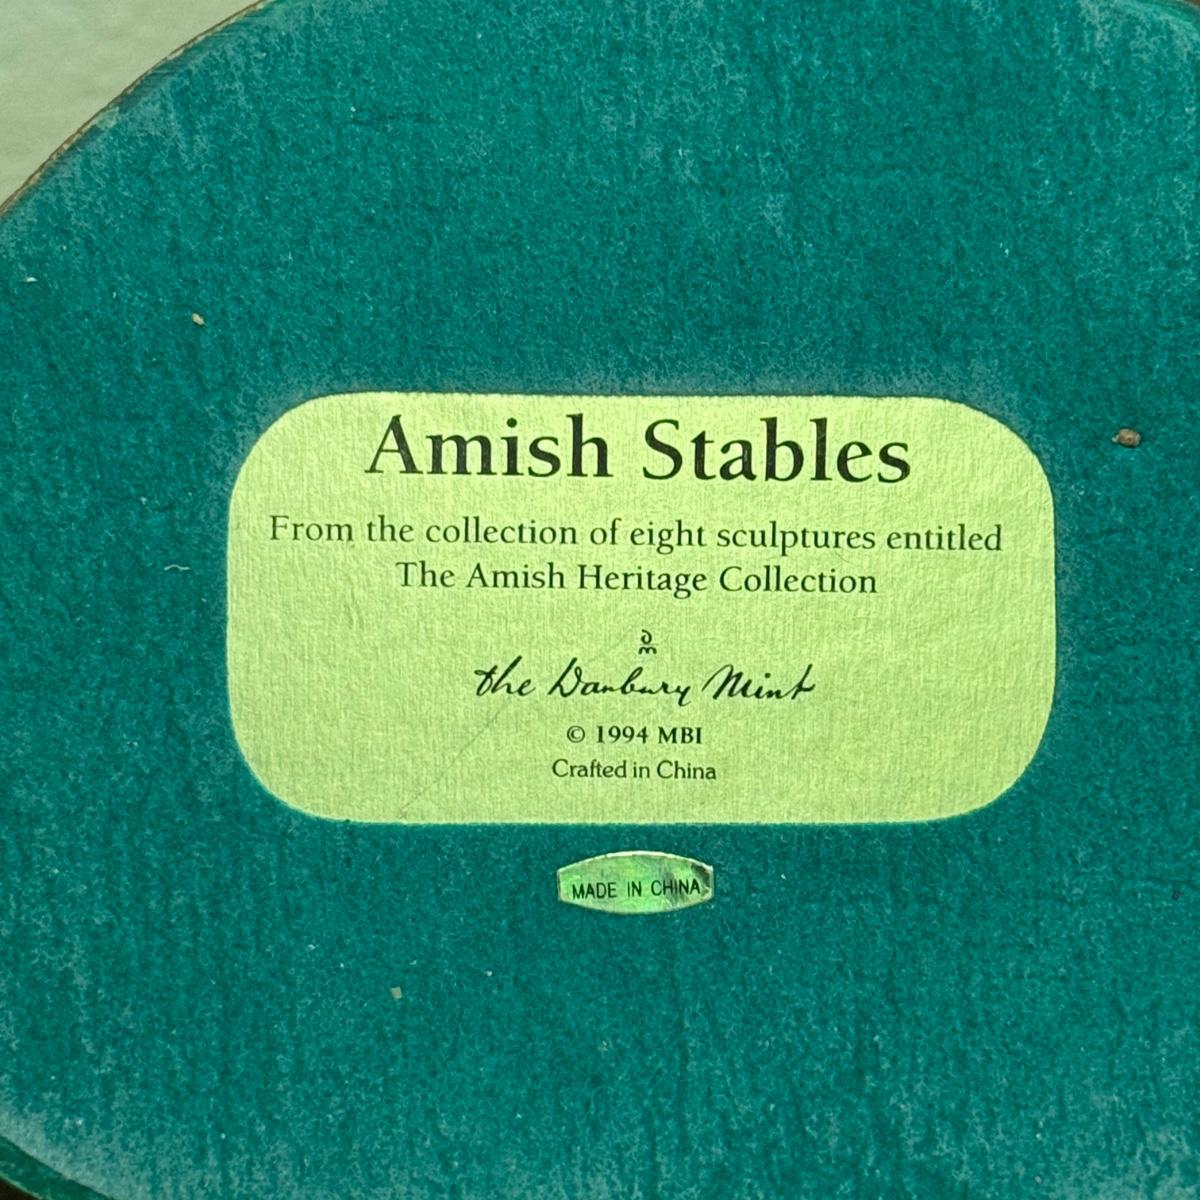 Amish Stables
From the collection of eight sculptures entitled
The Amish Heritage Collection
dm
the Danbury Mint
© 1994 MBI
Crafted in China
MADE IN CHINA